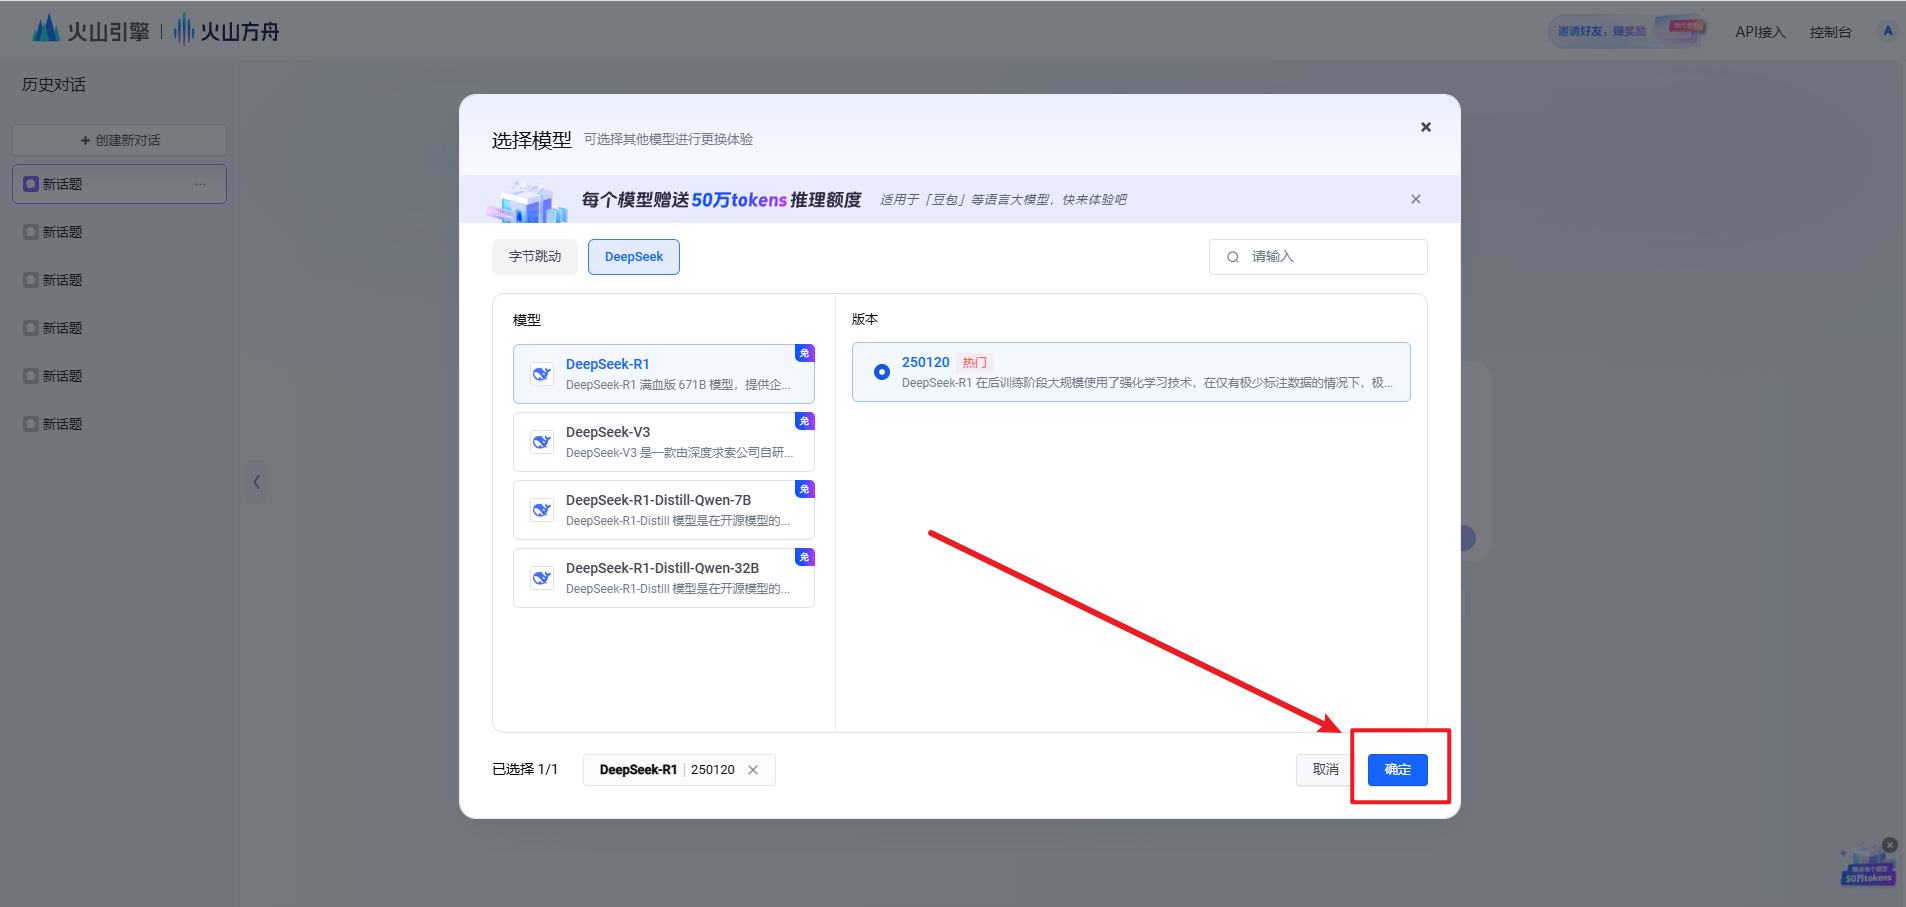 火山引擎 | 火山方舟
邀请好友，赚奖励
API接入
控制台
A
历史对话
+ 创建新对话
新话题
新话题
新话题
新话题
新话题
新话题
选择模型 可选择其他模型进行更换体验
每个模型赠送50万tokens推理额度 适用于「豆包」等语言大模型，快来体验吧
字节跳动
DeepSeek
请输入
模型
DeepSeek-R1
免
DeepSeek-R1 满血版 671B 模型，提供企...
DeepSeek-V3
免
DeepSeek-V3 是一款由深度求索公司自研...
DeepSeek-R1-Distill-Qwen-7B
免
DeepSeek-R1-Distill 模型是在开源模型的...
DeepSeek-R1-Distill-Qwen-32B
免
DeepSeek-R1-Distill 模型是在开源模型的...
版本
250120 热门
DeepSeek-R1 在后训练阶段大规模使用了强化学习技术，在仅有极少标注数据的情况下，极...
已选择 1/1
DeepSeek-R1 | 250120
取消
确定
50万tokens